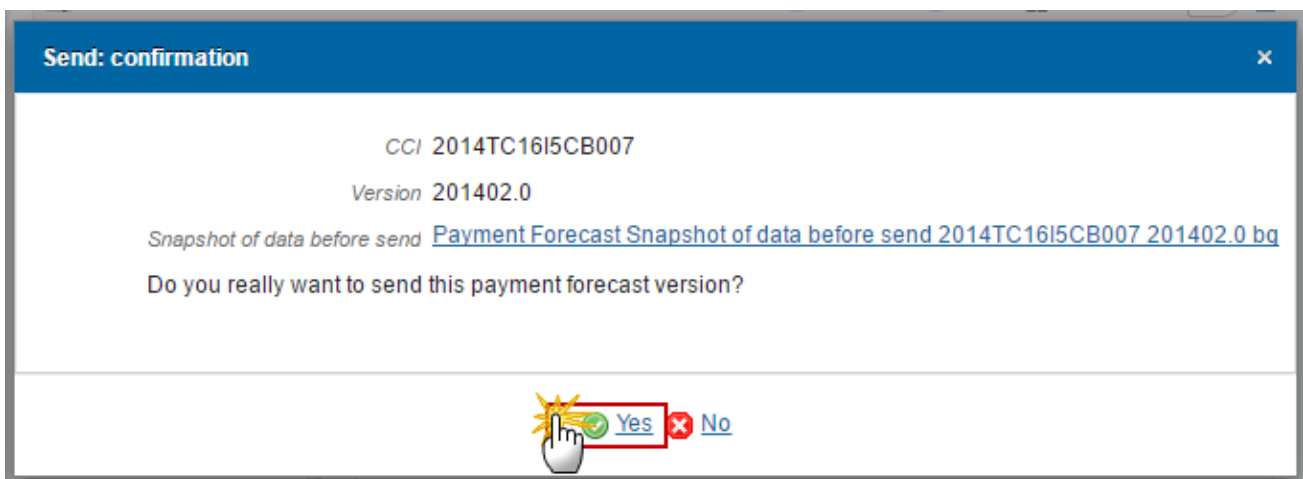 Send: confirmation ×
CCI 2014TC16I5CB007
Version 201402.0
Snapshot of data before send Payment Forecast Snapshot of data before send 2014TC16I5CB007 201402.0 bg
Do you really want to send this payment forecast version?
Yes No